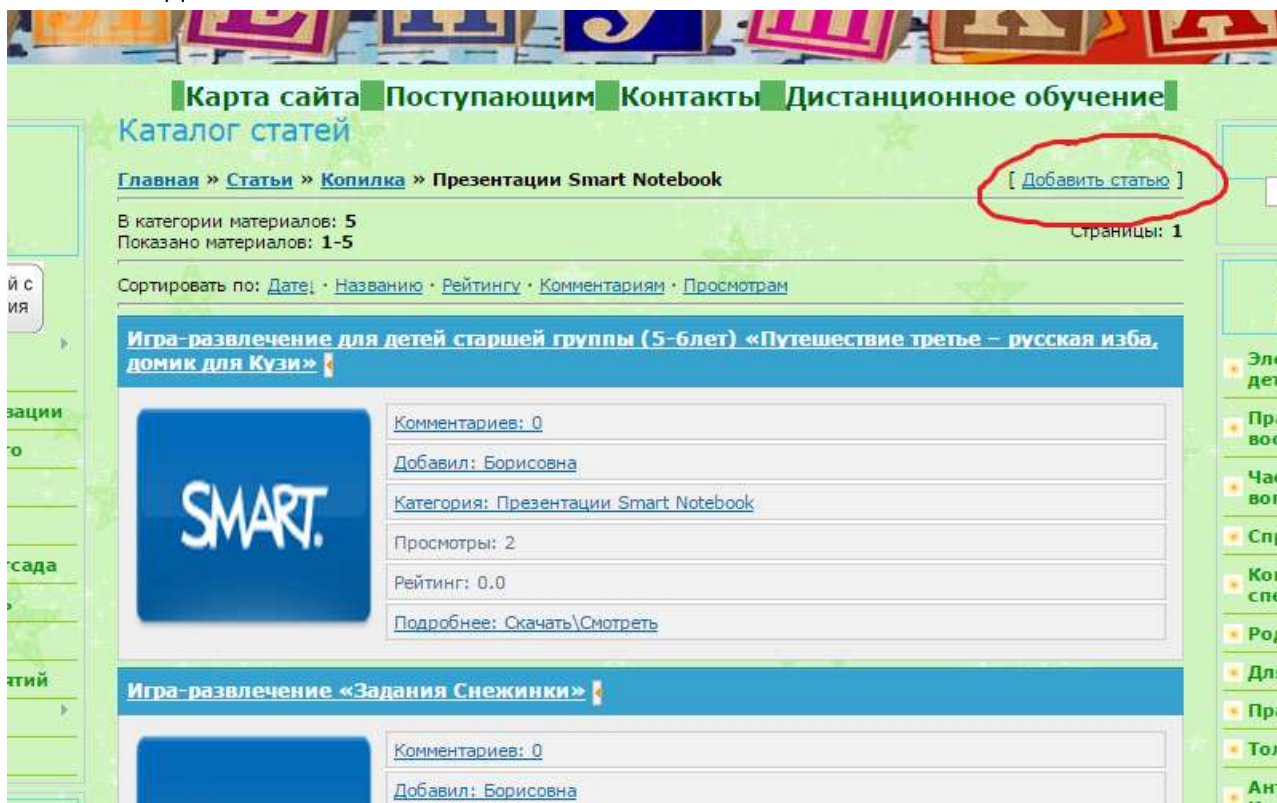 Карта сайта Поступающим Контакты Дистанционное обучение
Каталог статей
Главная » Статьи » Копилка » Презентации Smart Notebook [ Добавить статью ]
В категории материалов: 5
Показано материалов: 1-5
Страницы: 1
Сортировать по: Дате↓ · Названию · Рейтингу · Комментариям · Просмотрам
Игра-развлечение для детей старшей группы (5-6лет) «Путешествие третье – русская изба,
домик для Кузи»
SMART.
Комментариев: 0
Добавил: Борисовна
Категория: Презентации Smart Notebook
Просмотры: 2
Рейтинг: 0.0
Подробнее: Скачать\Смотреть
Игра-развлечение «Задания Снежинки»
Комментариев: 0
Добавил: Борисовна